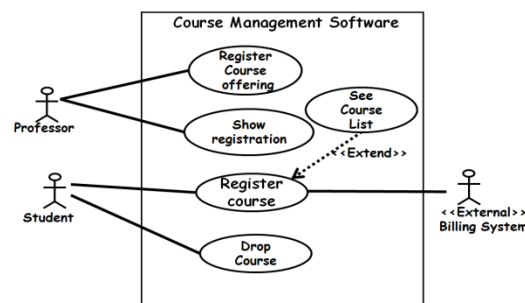 Course Management Software
Register
Course
offering
See
Course
List
Professor
Show
registration
<<Extend>>
Register
course
Student
<<External>>
Billing System
Drop
Course